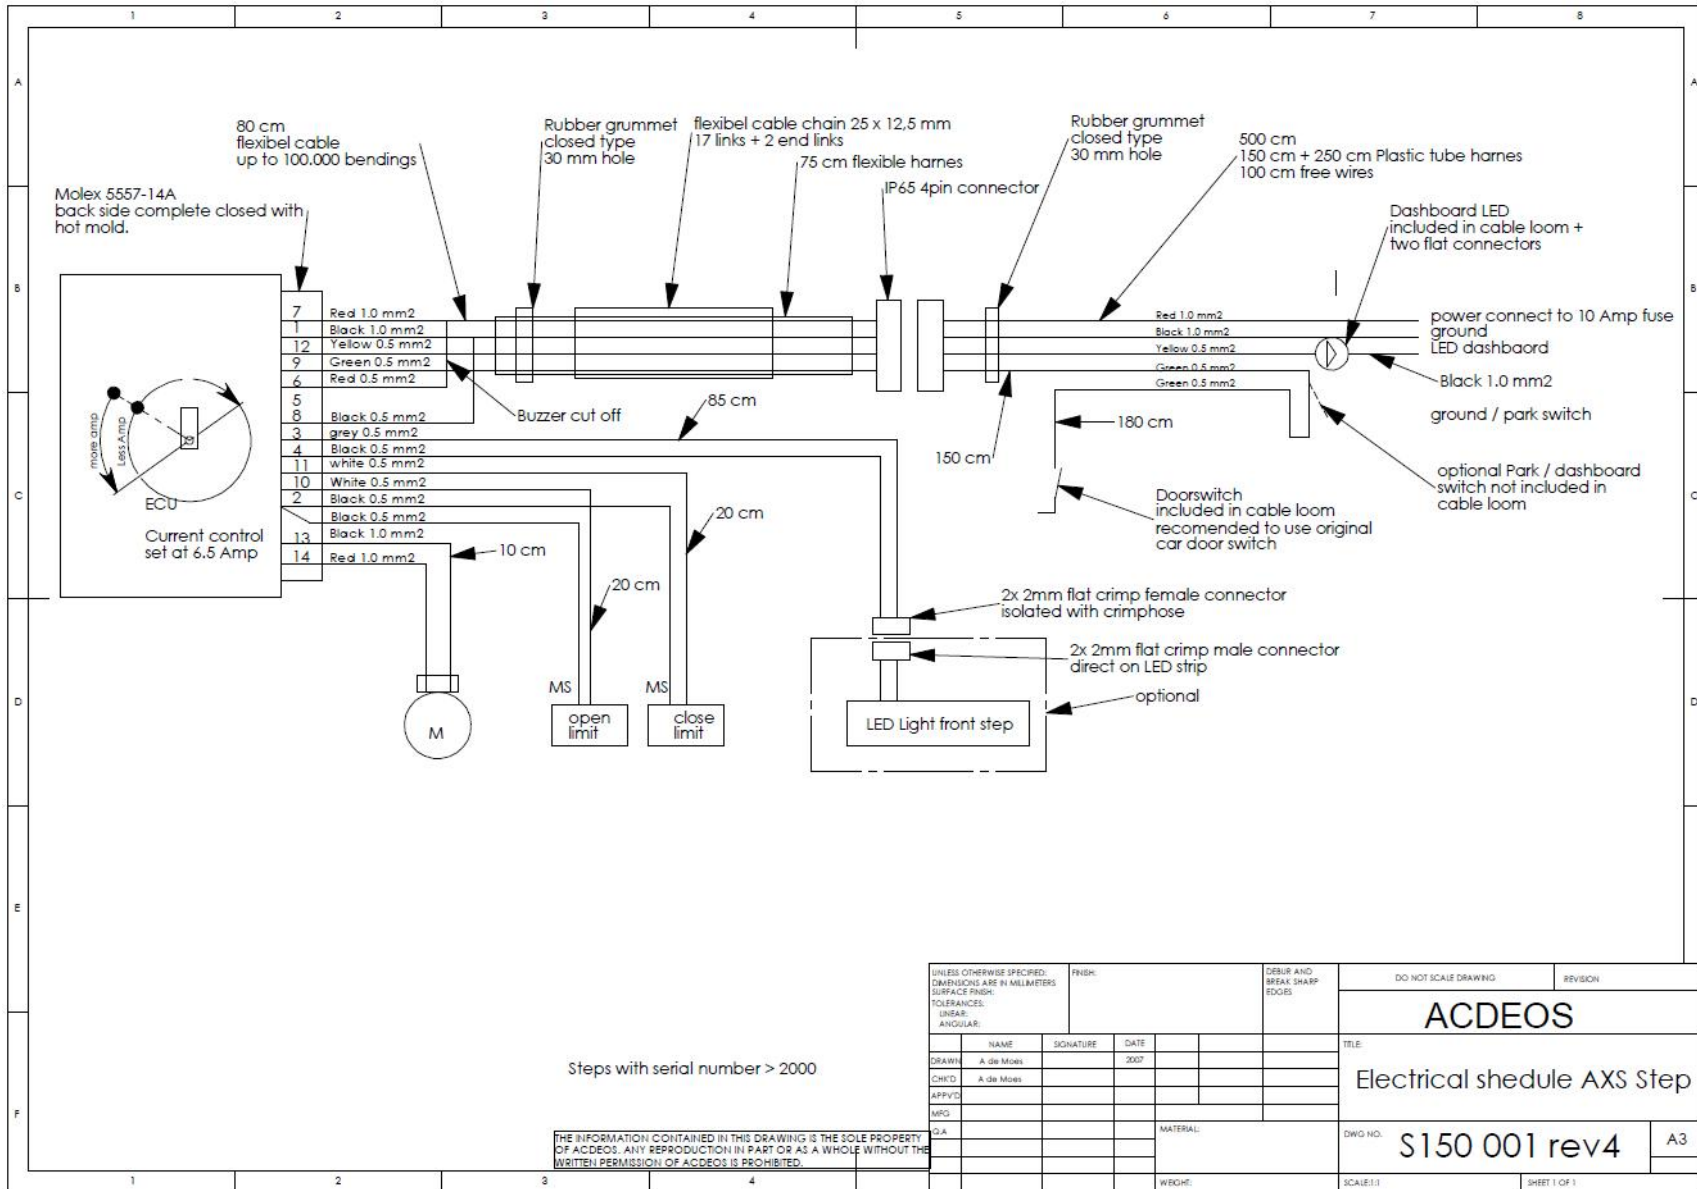 1 2 3 4 5 6 7 8
A A
80 cm
flexibel cable
up to 100.000 bendings
Rubber grummet
closed type
30 mm hole
flexibel cable chain 25 x 12,5 mm
17 links + 2 end links
75 cm flexible harnes
IP65 4pin connector
Rubber grummet
closed type
30 mm hole
500 cm
150 cm + 250 cm Plastic tube harnes
100 cm free wires
Molex 5557-14A
back side complete closed with
hot mold.
Dashboard LED
included in cable loom +
two flat connectors
B B
7 Red 1.0 mm2
1 Black 1.0 mm2
12 Yellow 0.5 mm2
9 Green 0.5 mm2
6 Red 0.5 mm2
5
8 Black 0.5 mm2
3 grey 0.5 mm2
4 Black 0.5 mm2
11 white 0.5 mm2
10 White 0.5 mm2
2 Black 0.5 mm2
Black 0.5 mm2
13 Black 1.0 mm2
14 Red 1.0 mm2
Red 1.0 mm2
Black 1.0 mm2
Yellow 0.5 mm2
Green 0.5 mm2
Green 0.5 mm2
power connect to 10 Amp fuse
ground
LED dashbaord
Black 1.0 mm2
ground / park switch
optional Park / dashboard
switch not included in
cable loom
Buzzer cut off
85 cm
150 cm
180 cm
more amp
Less Amp
ECU
Current control
set at 6.5 Amp
C C
Doorswitch
included in cable loom
recomended to use original
car door switch
20 cm
10 cm
20 cm
2x 2mm flat crimp female connector
isolated with crimphose
2x 2mm flat crimp male connector
direct on LED strip
optional
D D
M
MS
open
limit
MS
close
limit
LED Light front step
E
F
Steps with serial number > 2000
THE INFORMATION CONTAINED IN THIS DRAWING IS THE SOLE PROPERTY
OF ACDEOS. ANY REPRODUCTION IN PART OR AS A WHOLE WITHOUT THE
WRITTEN PERMISSION OF ACDEOS IS PROHIBITED.
UNLESS OTHERWISE SPECIFIED:
DIMENSIONS ARE IN MILLIMETERS
SURFACE FINISH:
TOLERANCES:
LINEAR:
ANGULAR:
FINISH:
DEBUR AND
BREAK SHARP
EDGES
DO NOT SCALE DRAWING
REVISION
ACDEOS
NAME SIGNATURE DATE
DRAWN A de Moes 2007
CHK'D A de Moes
APPV'D
MFG
Q.A
TITLE:
Electrical shedule AXS Step
MATERIAL:
DWG NO.
S150 001 rev4
A3
WEIGHT:
SCALE:1:1
SHEET 1 OF 1
1 2 3 4